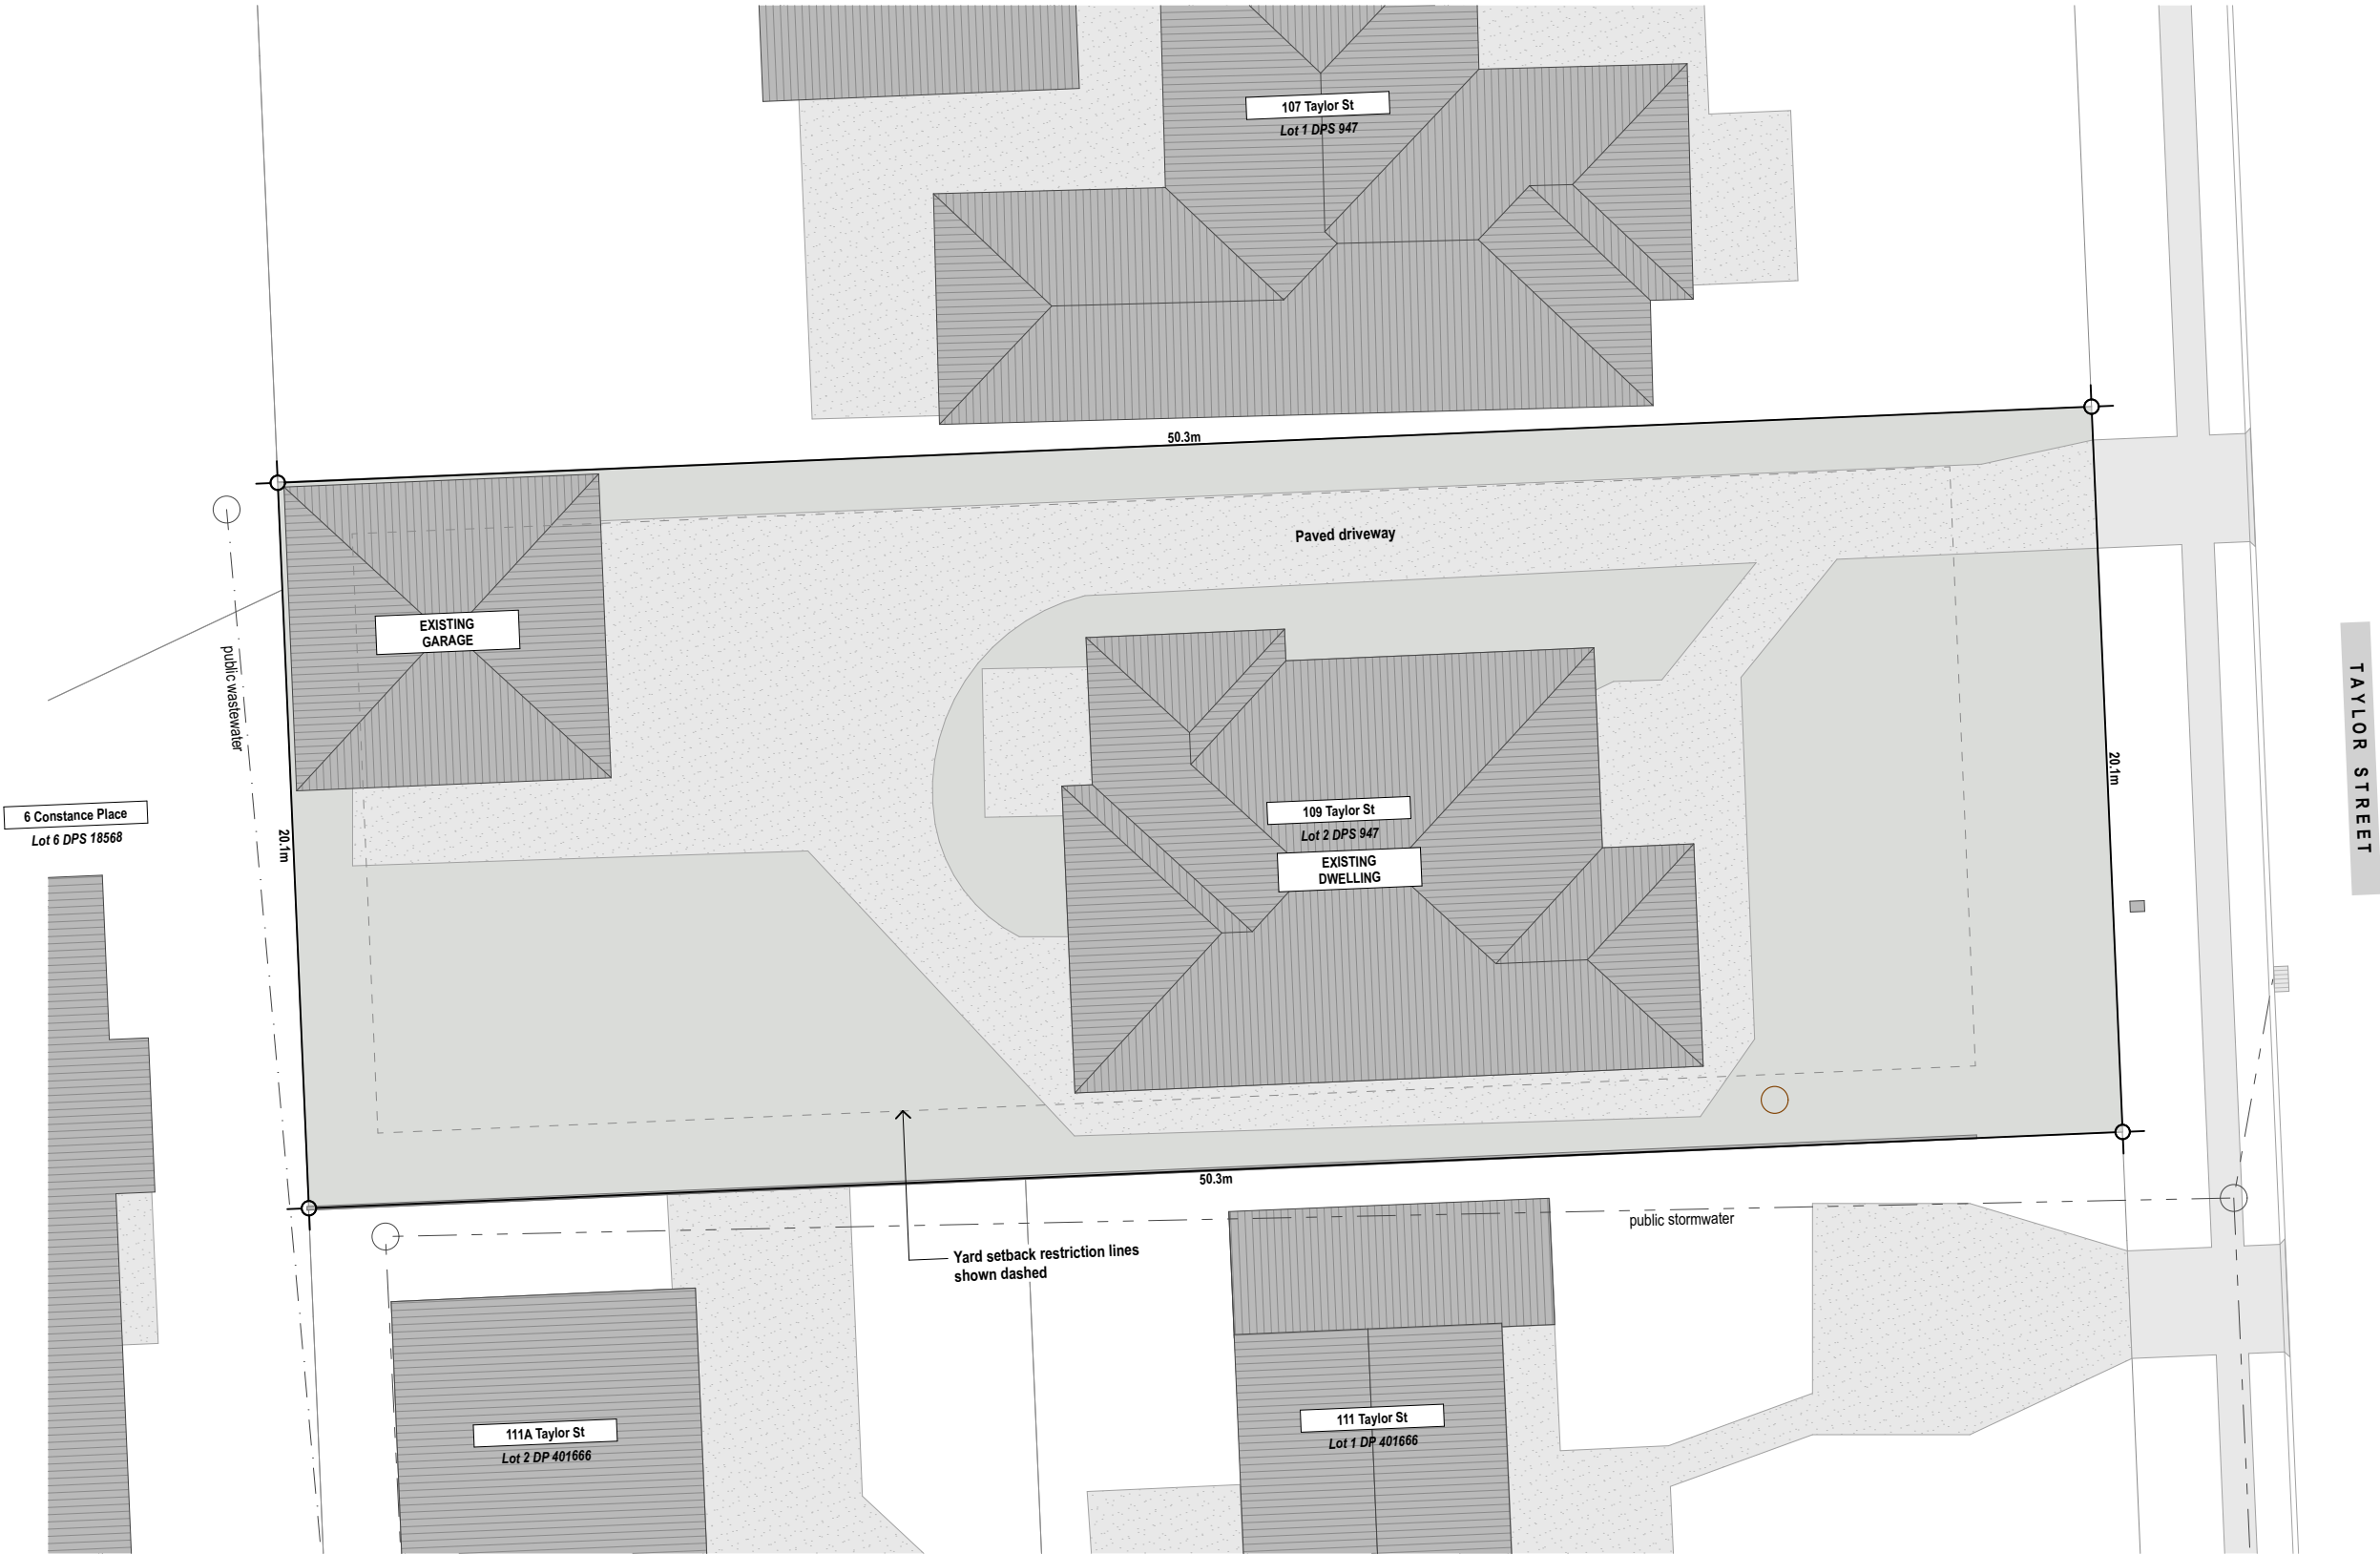 107 Taylor St
Lot 1 DPS 947
50.3m
Paved driveway
EXISTING
GARAGE
public wastewater
TAYLOR STREET
20.1m
6 Constance Place
Lot 6 DPS 18568
20.1m
109 Taylor St
Lot 2 DPS 947
EXISTING
DWELLING
50.3m
public stormwater
Yard setback restriction lines
shown dashed
111A Taylor St
Lot 2 DP 401666
111 Taylor St
Lot 1 DP 401666